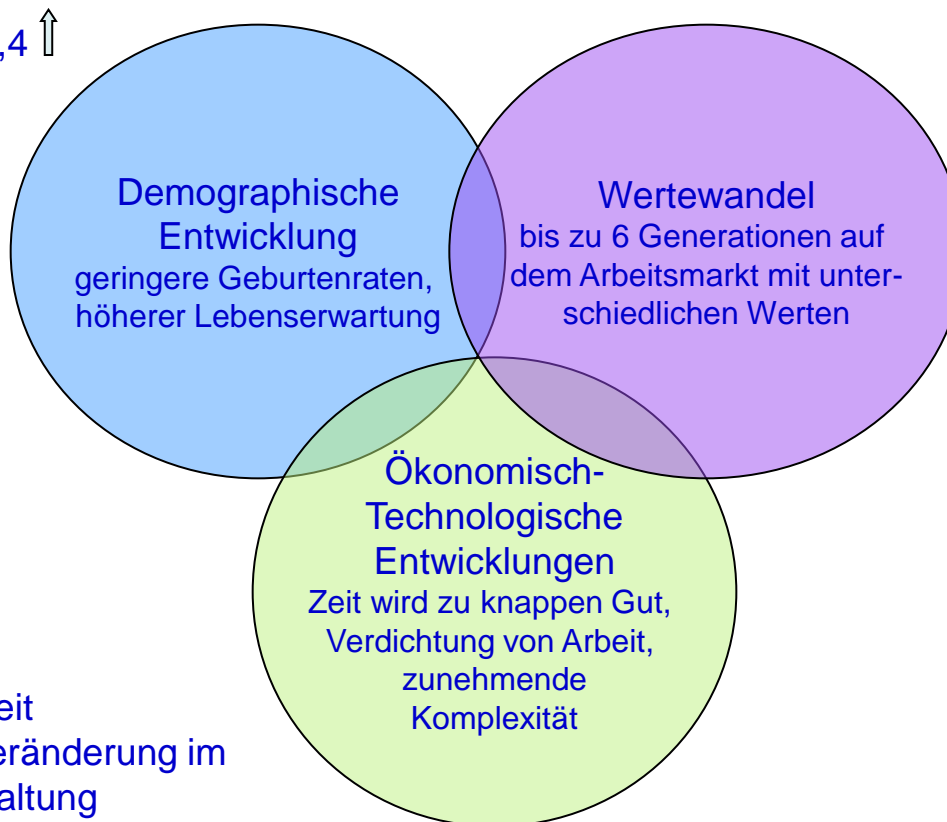 ,4
Demographische
Entwicklung
geringere Geburtenraten,
höherer Lebenserwartung
Wertewandel
bis zu 6 Generationen auf
dem Arbeitsmarkt mit unter-
schiedlichen Werten
Ökonomisch-
Technologische
Entwicklungen
Zeit wird zu knappen Gut,
Verdichtung von Arbeit,
zunehmende
Komplexität
eit
eränderung im
altung